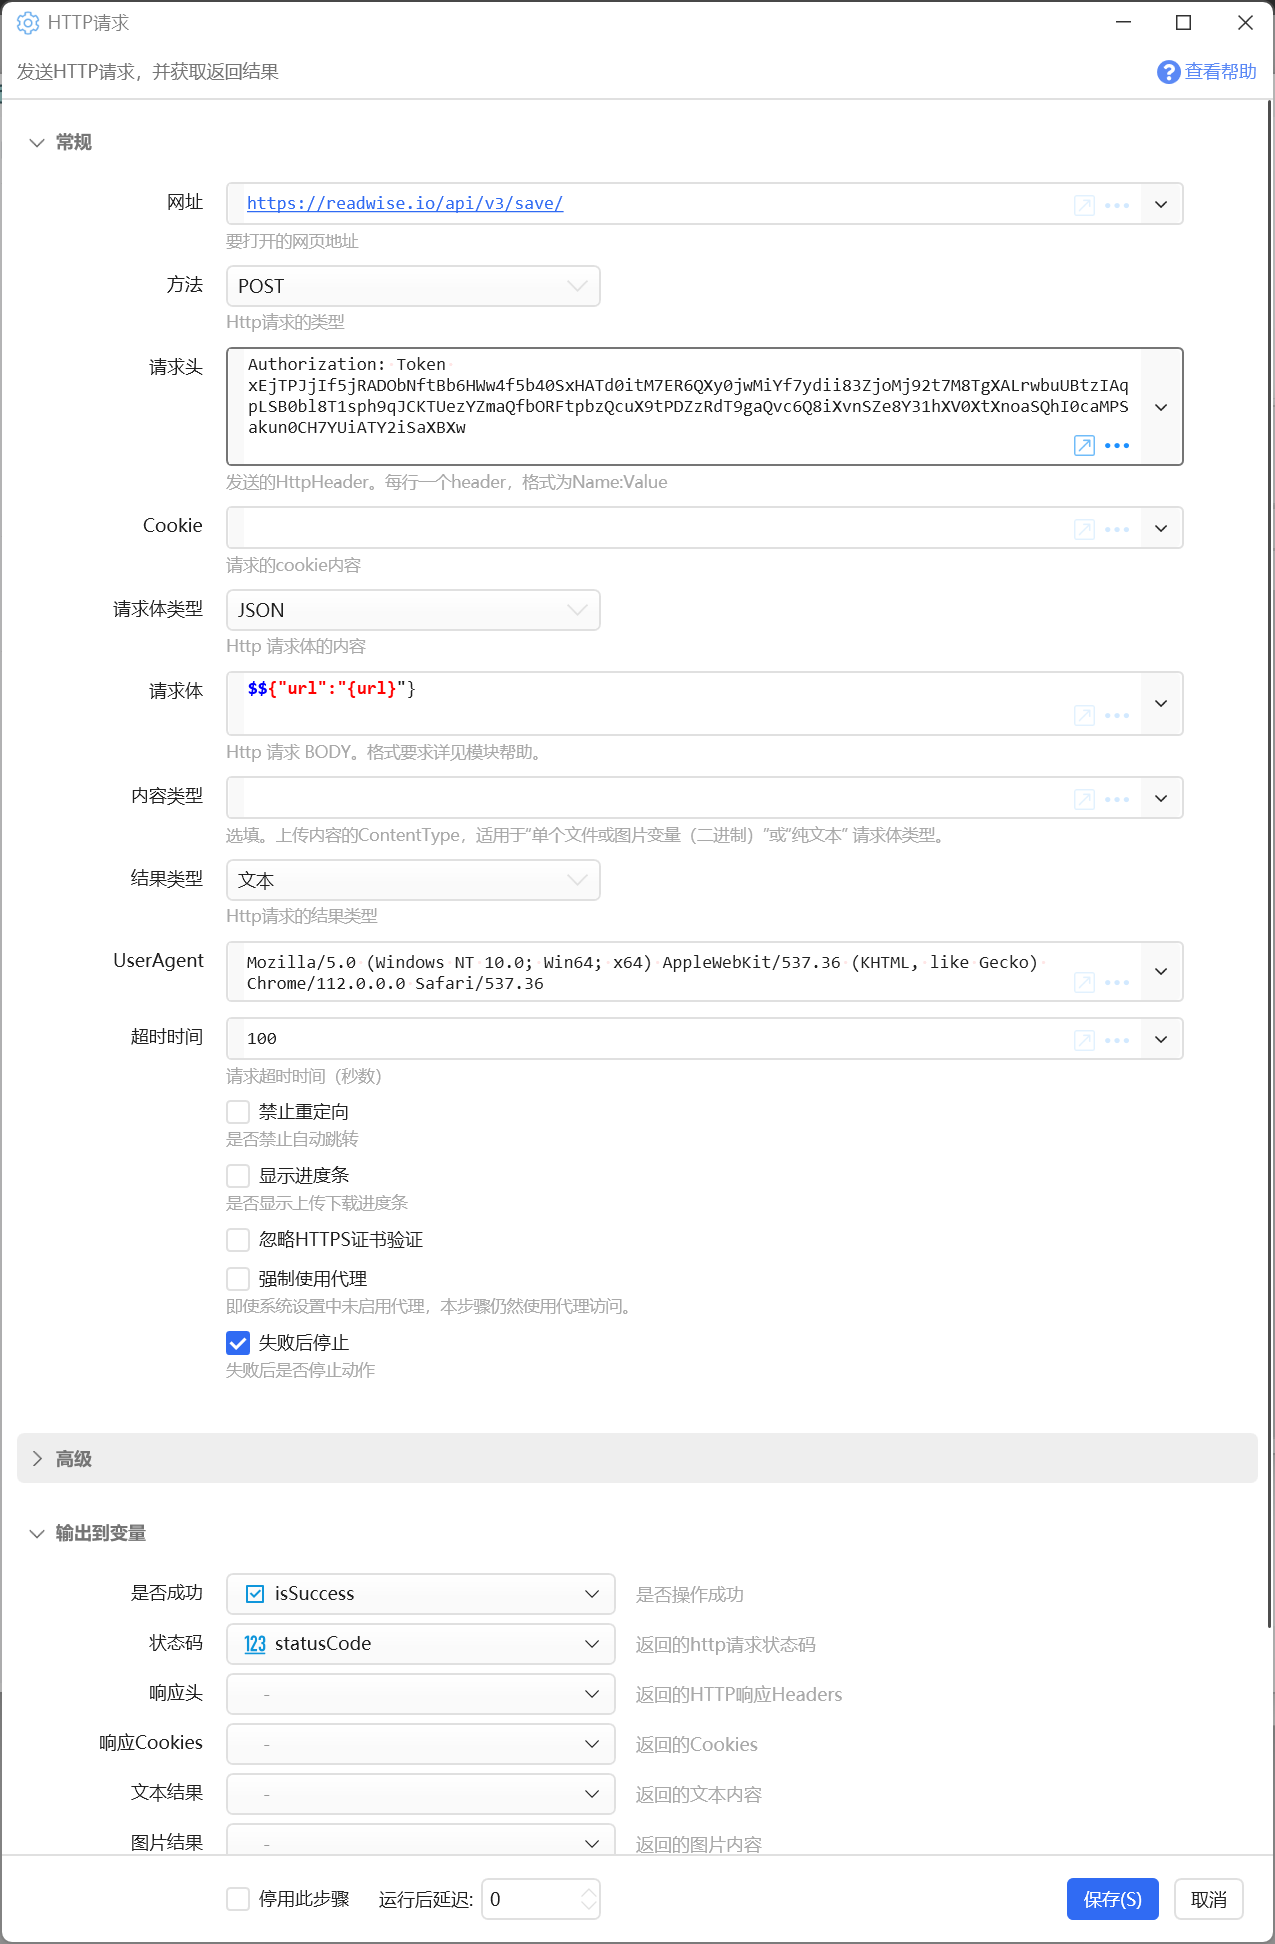 HTTP请求
发送HTTP请求，并获取返回结果
查看帮助
常规
网址
https://readwise.io/api/v3/save/
要打开的网页地址
方法
POST
Http请求的类型
请求头
Authorization: Token
xEjTPJjIf5jRADObNftBb6HWw4f5b40SxHATd0itM7ER6QXy0jwMiYf7ydii83ZjoMj92t7M8TgXALrwbuUBtzIAq
pLSB0bl8T1sph9qJCKTUezYZmaQfbORFtpbzQcuX9tPDZzRdT9gaQvc6Q8iXvnSZe8Y31hXV0XtXnoaSQhI0caMPS
akun0CH7YUiATY2iSaXBXw
发送的HttpHeader。每行一个header，格式为Name:Value
Cookie
请求的cookie内容
请求体类型
JSON
Http 请求体的内容
请求体
$${"url":"{url}"}
Http 请求 BODY。格式要求详见模块帮助。
内容类型
选填。上传内容的ContentType，适用于“单个文件或图片变量（二进制）”或“纯文本” 请求体类型。
结果类型
文本
Http请求的结果类型
UserAgent
Mozilla/5.0 (Windows NT 10.0; Win64; x64) AppleWebKit/537.36 (KHTML, like Gecko)
Chrome/112.0.0.0 Safari/537.36
超时时间
100
请求超时时间（秒数）
禁止重定向
是否禁止自动跳转
显示进度条
是否显示上传下载进度条
忽略HTTPS证书验证
强制使用代理
即使系统设置中未启用代理，本步骤仍然使用代理访问。
失败后停止
失败后是否停止动作
高级
输出到变量
是否成功
isSuccess
是否操作成功
状态码
123 statusCode
返回的http请求状态码
响应头
-
返回的HTTP响应Headers
响应Cookies
-
返回的Cookies
文本结果
-
返回的文本内容
图片结果
-
返回的图片内容
停用此步骤
运行后延迟:
0
保存(S)
取消